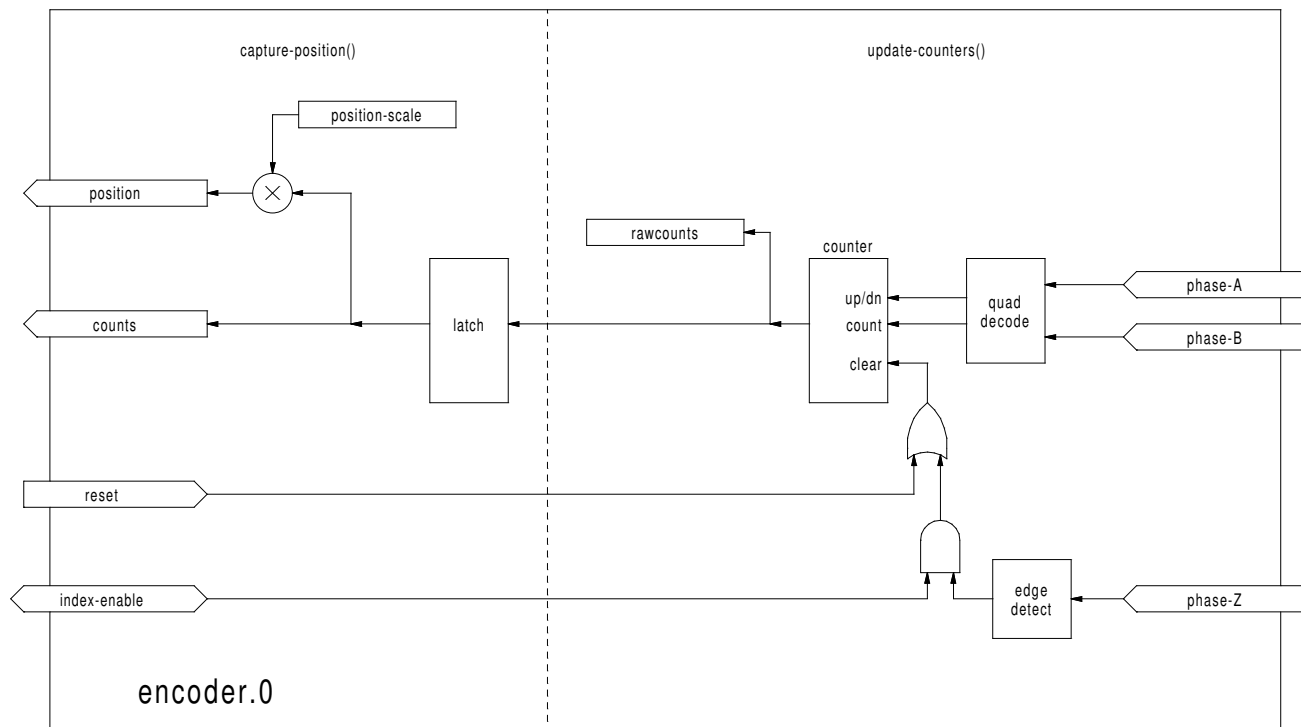 capture-position()
update-counters()
position-scale
position
rawcounts
counter
up/dn
count
clear
quad
decode
phase-A
phase-B
counts
latch
reset
index-enable
edge
detect
phase-Z
encoder.0